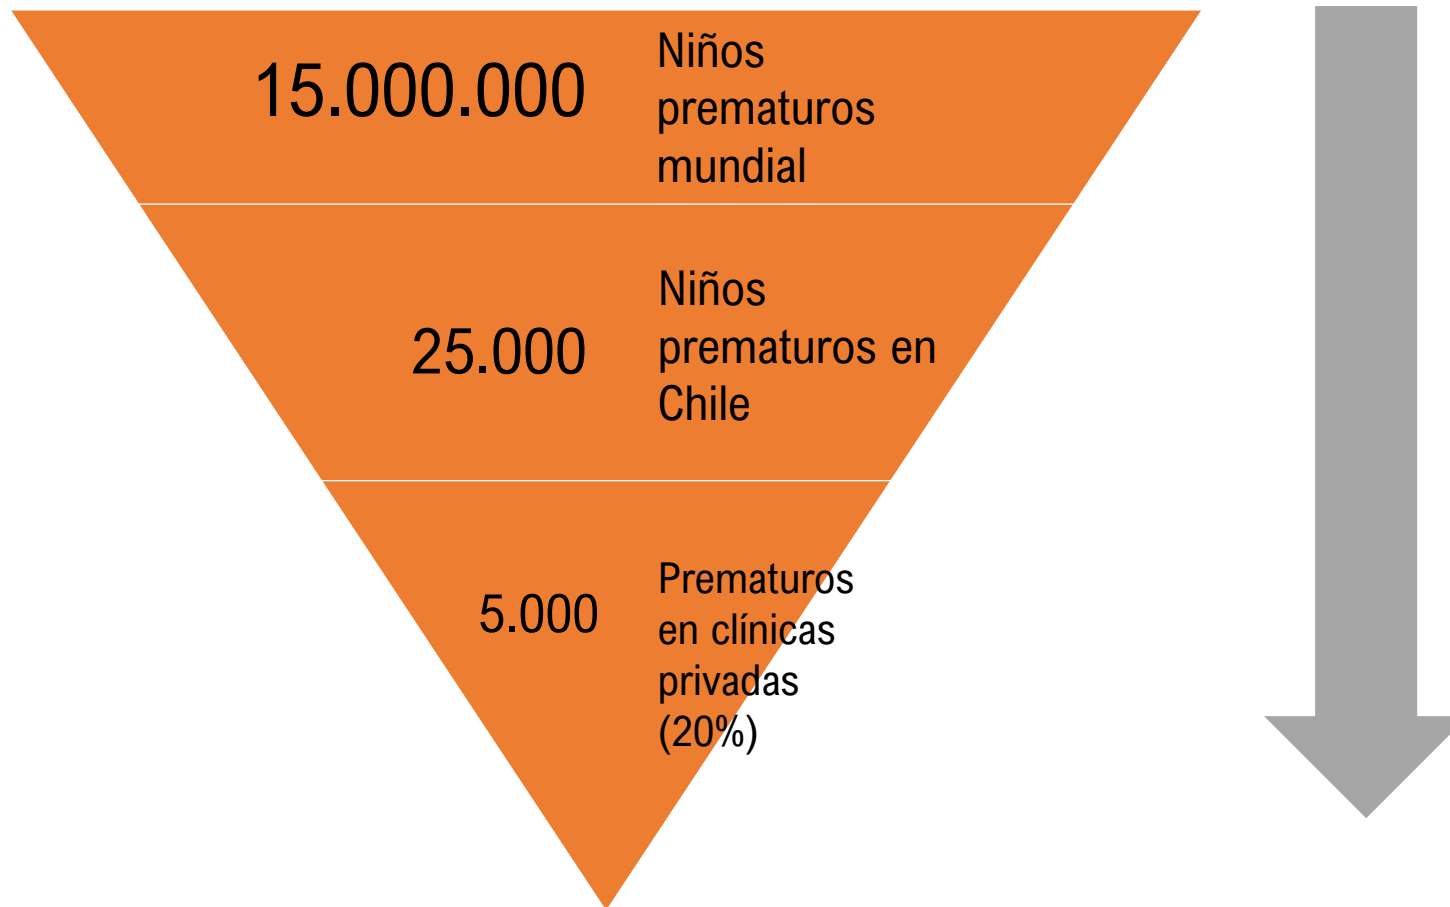 15.000.000
Niños
prematuros
mundial
25.000
Niños
prematuros en
Chile
5.000
Prematuros
en clínicas
privadas
(20%)